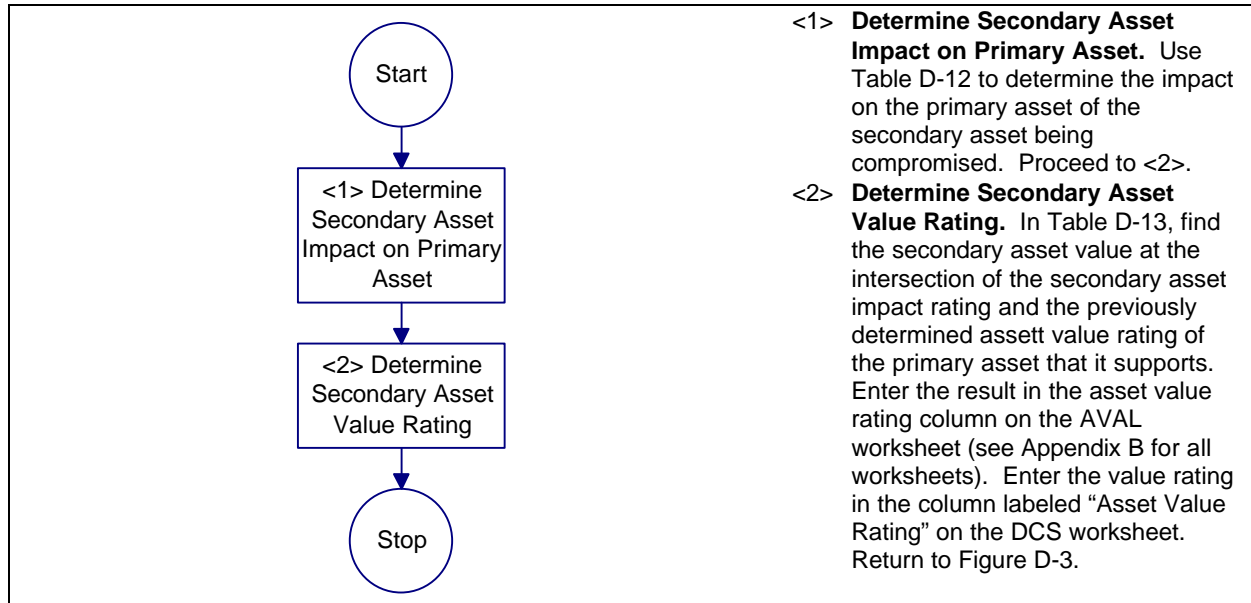 Start
<1> Determine
Secondary Asset
Impact on Primary
Asset
<2> Determine
Secondary Asset
Value Rating
Stop
<1> Determine Secondary Asset
Impact on Primary Asset. Use
Table D-12 to determine the impact
on the primary asset of the
secondary asset being
compromised. Proceed to <2>.
<2> Determine Secondary Asset
Value Rating. In Table D-13, find
the secondary asset value at the
intersection of the secondary asset
impact rating and the previously
determined assett value rating of
the primary asset that it supports.
Enter the result in the asset value
rating column on the AVAL
worksheet (see Appendix B for all
worksheets). Enter the value rating
in the column labeled “Asset Value
Rating” on the DCS worksheet.
Return to Figure D-3.